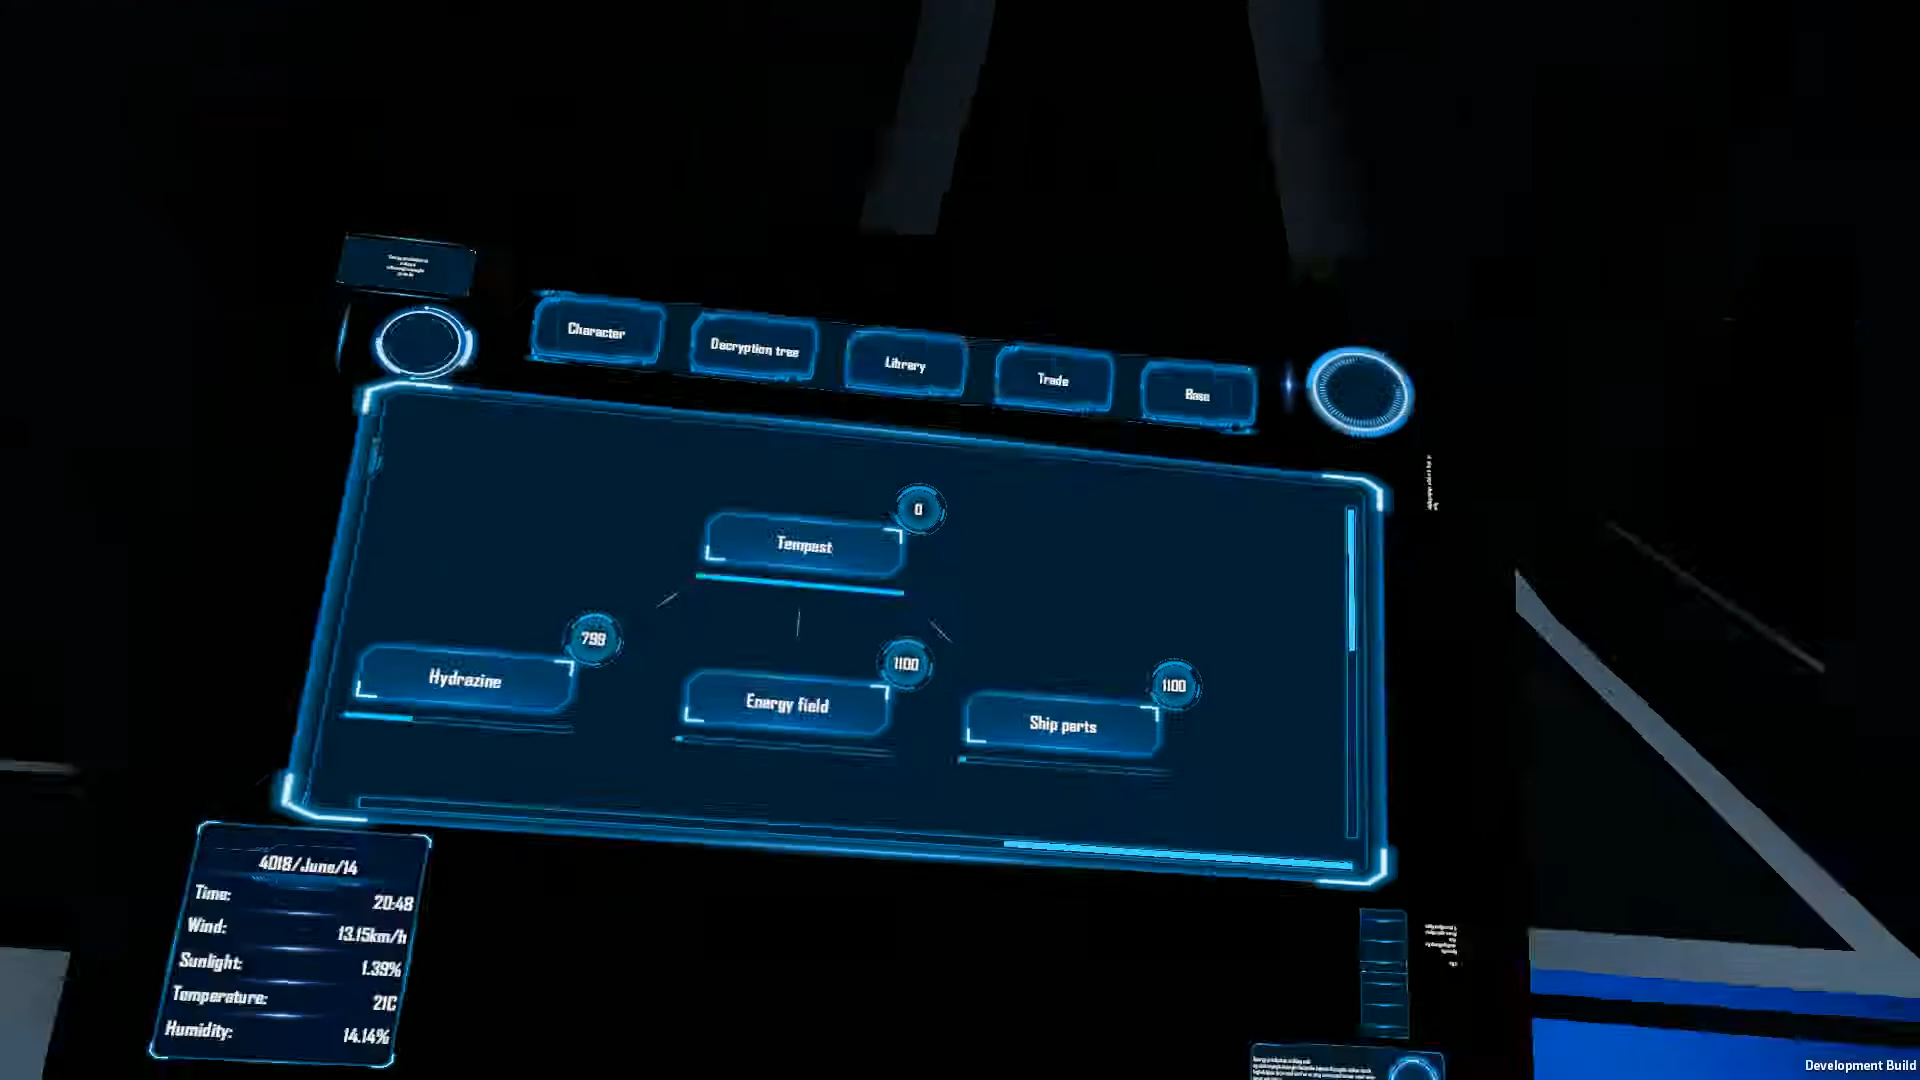 Character
Decryption tree
Library
Trade
Base
0
Tempest
799
Hydrazine
1100
Energy field
1100
Ship parts
4018/June/14
Time: 20:48
Wind: 13.15km/h
Sunlight: 1.39%
Temperature: 21C
Humidity: 14.14%
Development Build